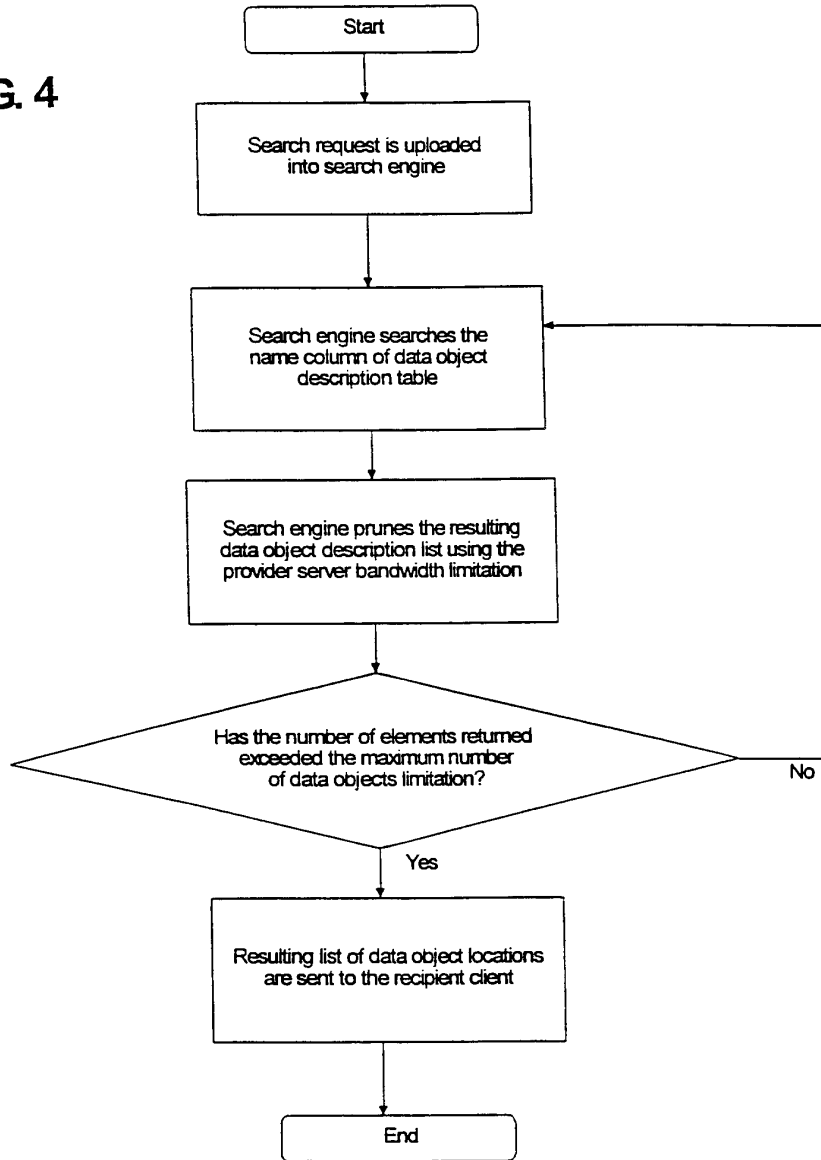 Start
G. 4
Search request is uploaded
into search engine
Search engine searches the
name column of data object
description table
Search engine prunes the resulting
data object description list using the
provider server bandwidth limitation
Has the number of elements returned
exceeded the maximum number
of data objects limitation?
No
Yes
Resulting list of data object locations
are sent to the recipient client
End